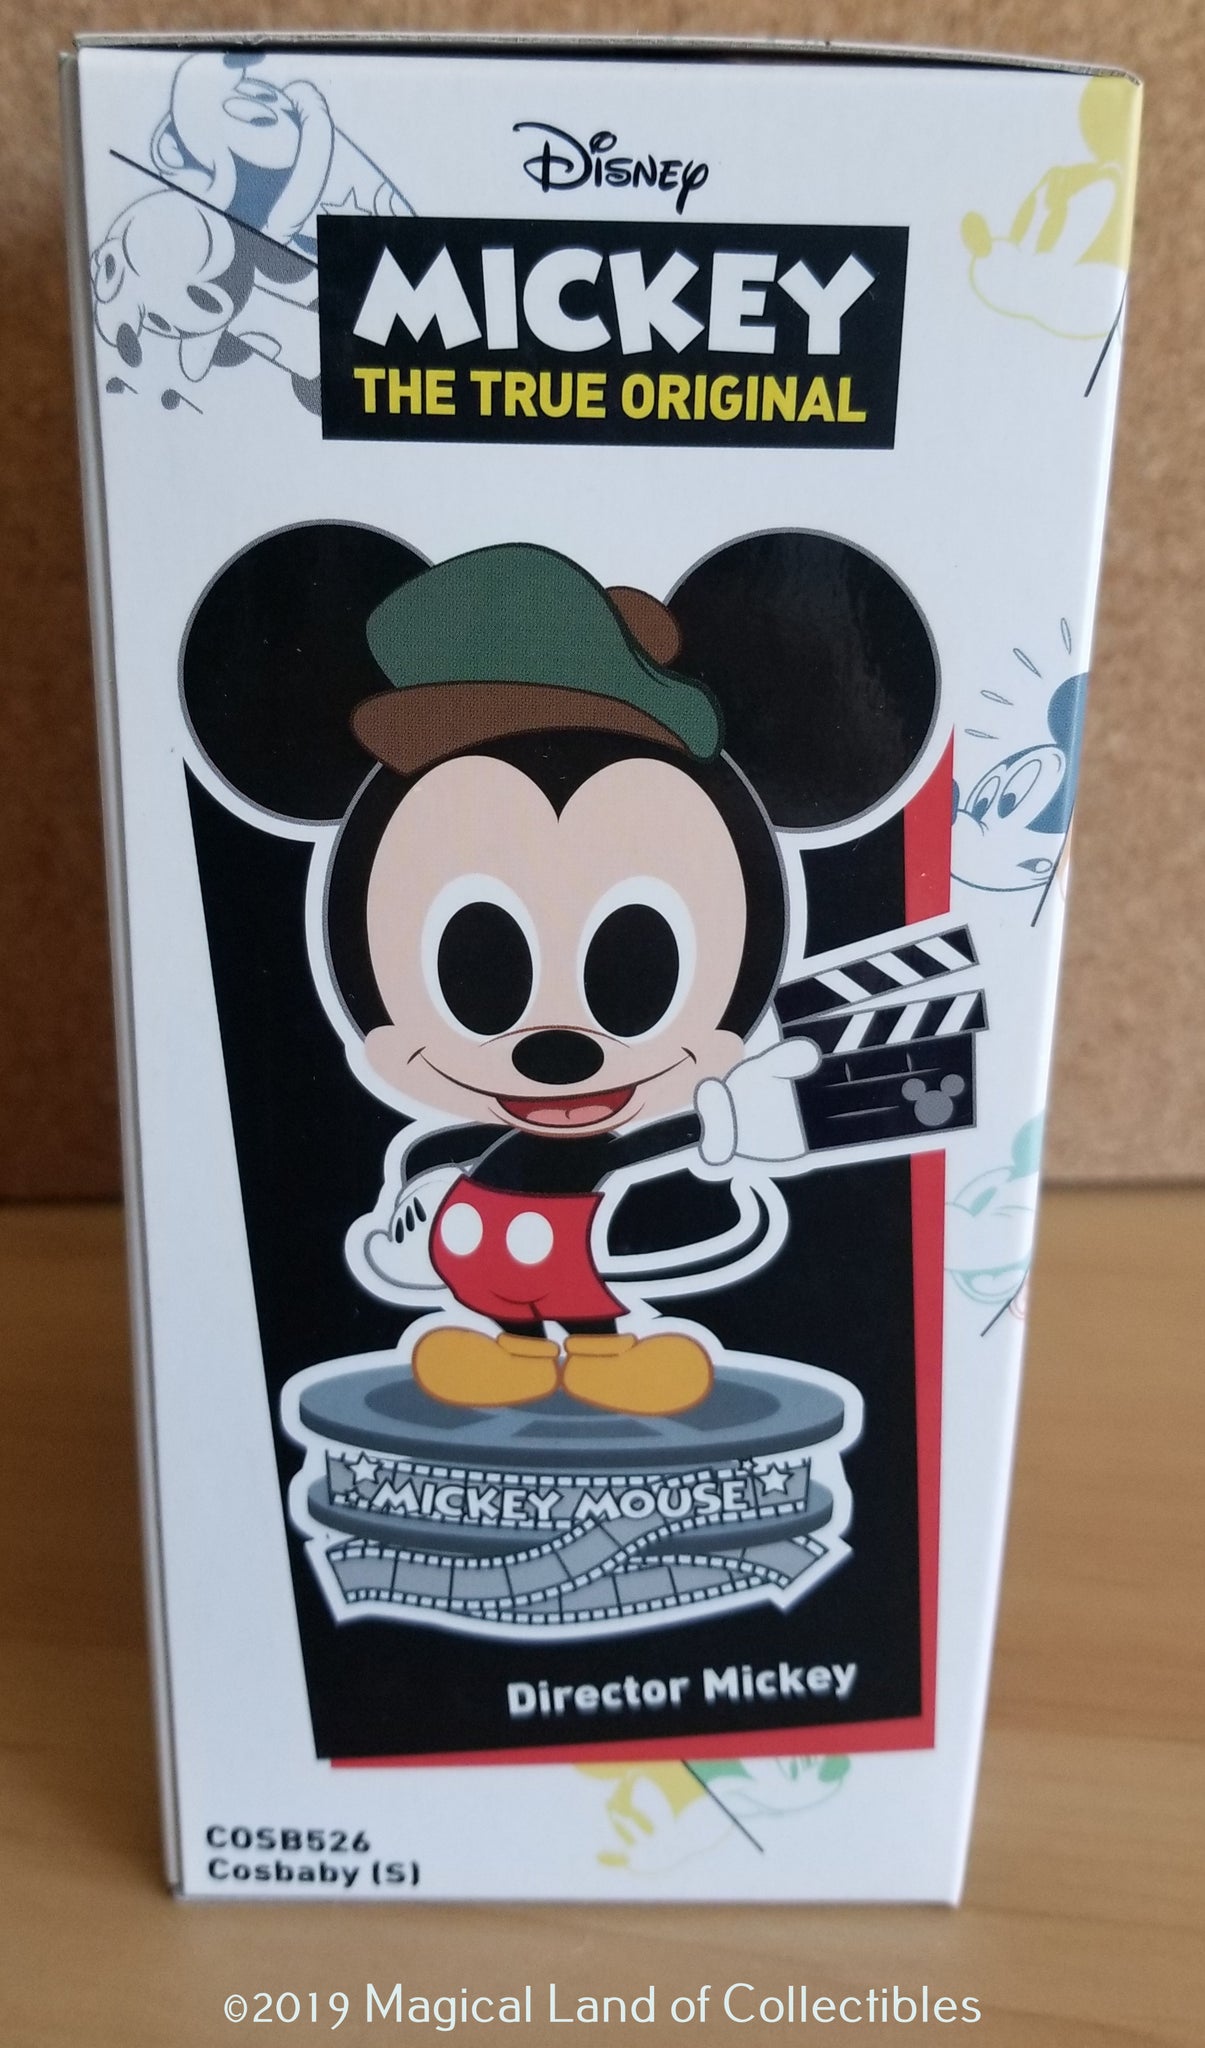 Disney
MICKEY
THE TRUE ORIGINAL
MICKEY MOUSE
Director Mickey
COSB526
Cosbaby (S)
©2019 Magical Land of Collectibles